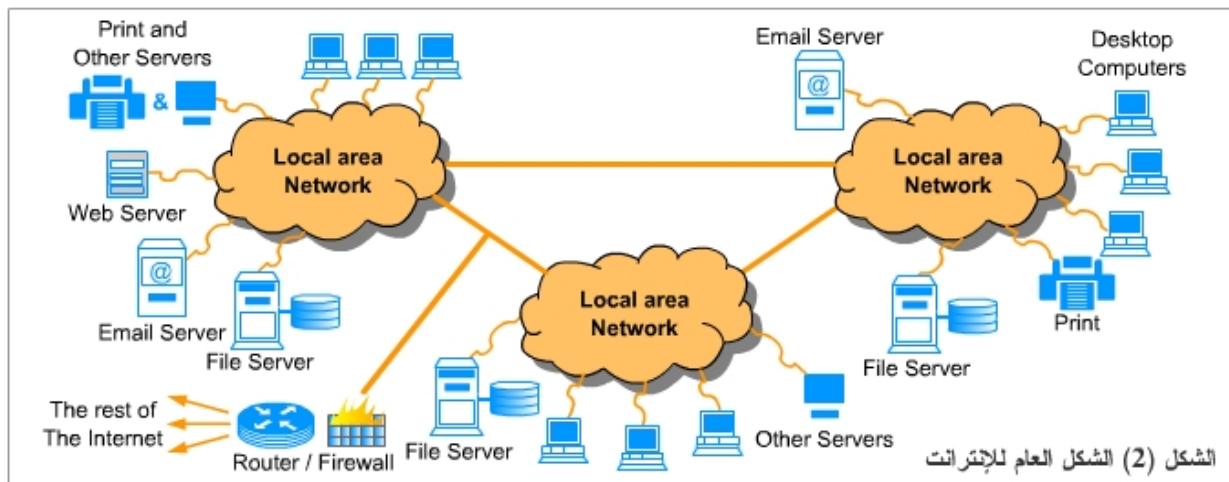 Print and
Other Servers
&
Local area
Network
Web Server
@
Email Server
File Server
The rest of
The Internet
Router / Firewall
Local area
Network
File Server
Other Servers
Email Server
@
Desktop
Computers
Local area
Network
Print
File Server
الشكل (2) الشكل العام للإنترانت